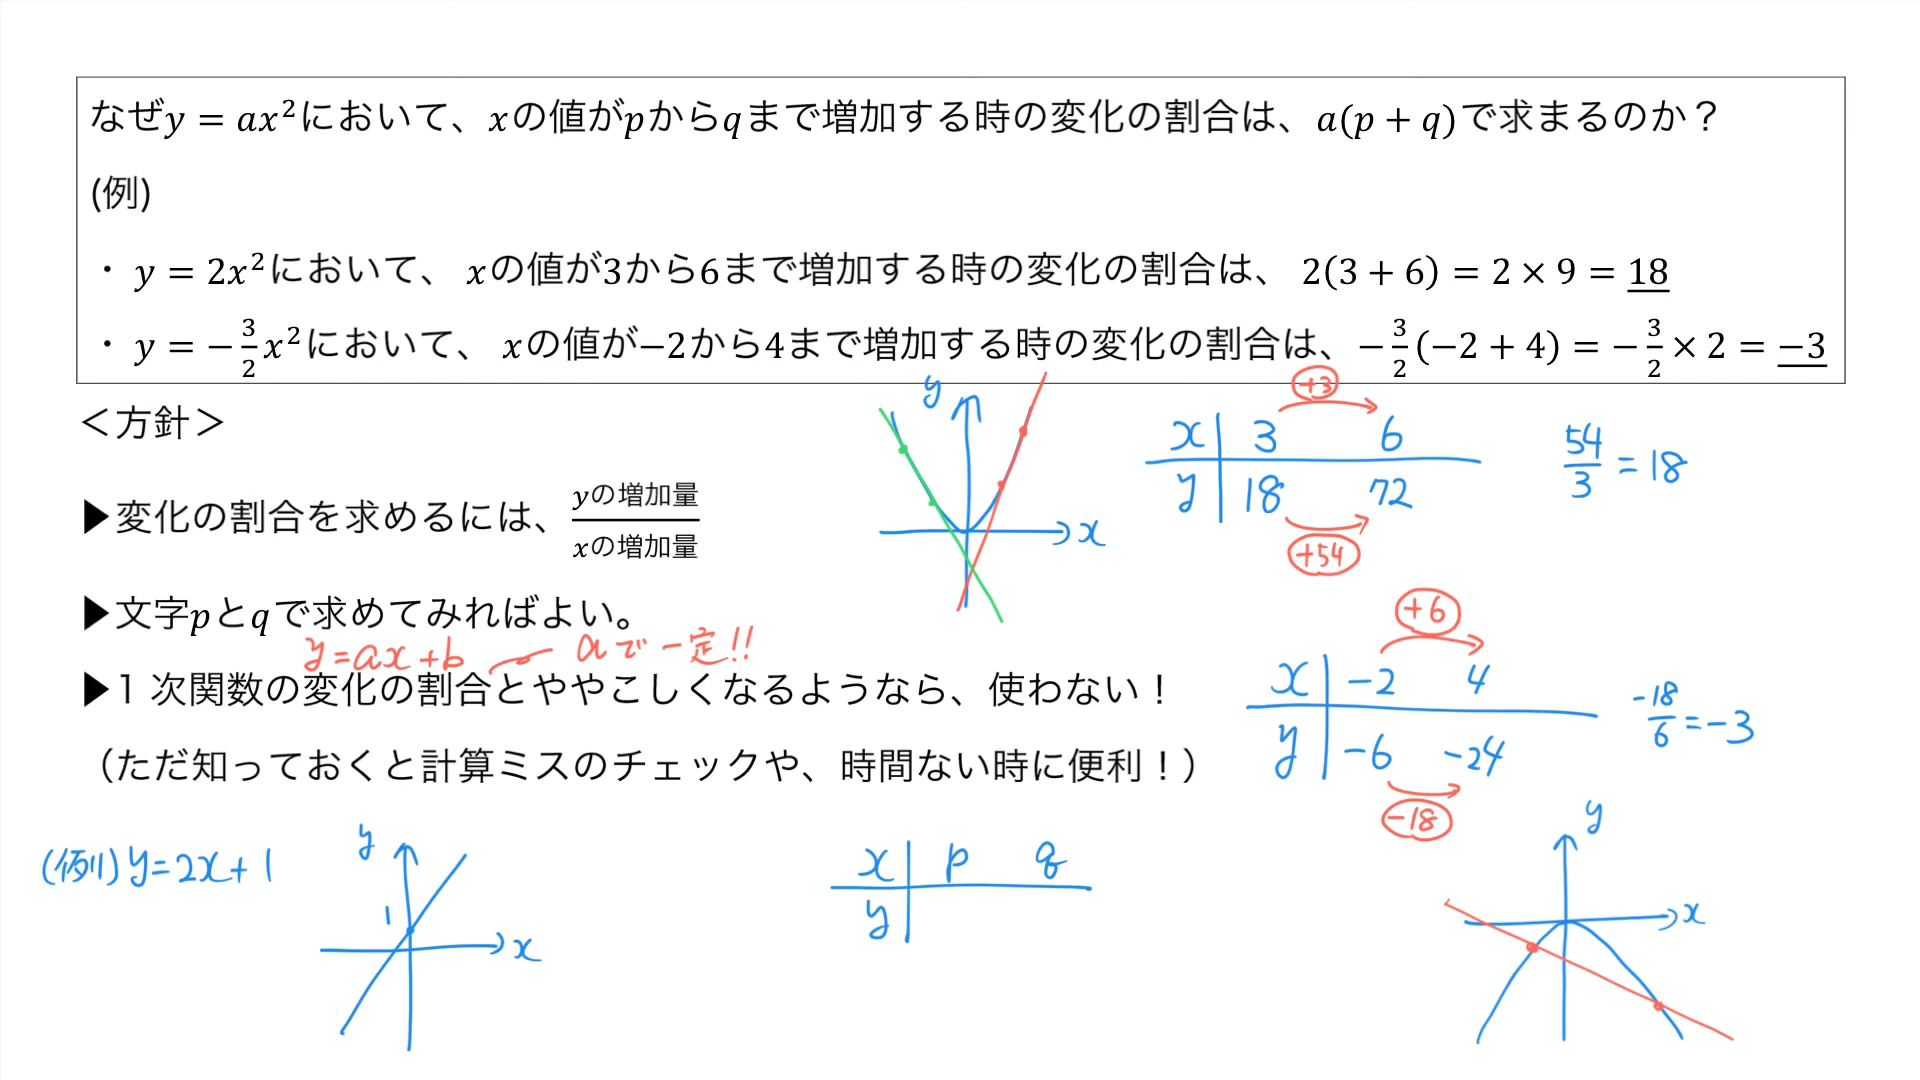 なぜy = ax²において、xの値がpからqまで増加する時の変化の割合は、a(p + q)で求まるのか？
(例)
・ y = 2x²において、 xの値が3から6まで増加する時の変化の割合は、 2(3 + 6) = 2 × 9 = 18
・ y = −3/2 x²において、 xの値が−2から4まで増加する時の変化の割合は、−3/2(−2 + 4) = −3/2 × 2 = −3
＜方針＞
▶変化の割合を求めるには、yの増加量/xの増加量
▶文字pとqで求めてみればよい。
y=ax+b aで一定!!
▶1 次関数の変化の割合とややこしくなるようなら、使わない！
（ただ知っておくと計算ミスのチェックや、時間ない時に便利！）
y
x
+3
x 3 6
y 18 72
+54
54/3 = 18
+6
x −2 4
y −6 −24
−18
-18/6 = −3
(例) y=2x+1
y
1
x
x p q
y
y
x